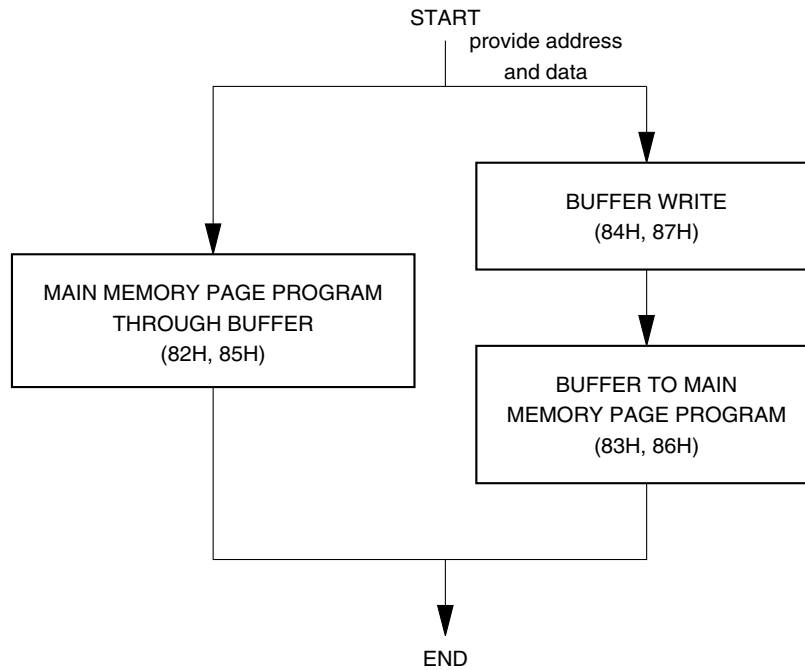 START
provide address
and data
BUFFER WRITE
(84H, 87H)
MAIN MEMORY PAGE PROGRAM
THROUGH BUFFER
(82H, 85H)
BUFFER TO MAIN
MEMORY PAGE PROGRAM
(83H, 86H)
END